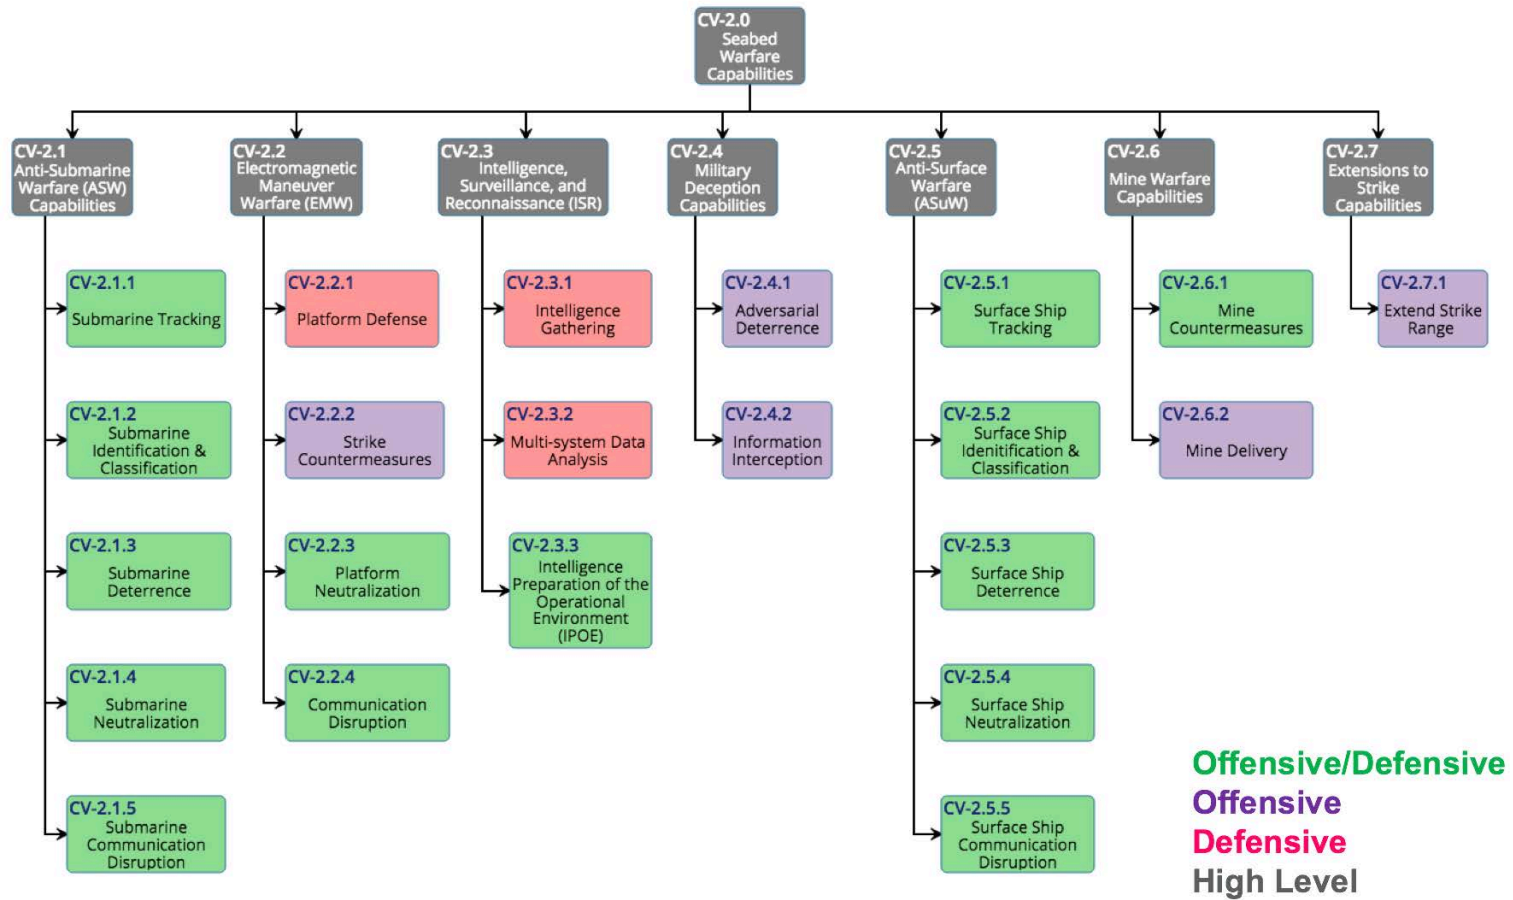 CV-2.0
Seabed
Warfare
Capabilities
CV-2.1
Anti-Submarine
Warfare (ASW)
Capabilities
CV-2.2
Electromagnetic
Maneuver
Warfare (EMW)
CV-2.3
Intelligence,
Surveillance, and
Reconnaissance (ISR)
CV-2.4
Military
Deception
Capabilities
CV-2.5
Anti-Surface
Warfare
(ASuW)
CV-2.6
Mine Warfare
Capabilities
CV-2.7
Extensions to
Strike
Capabilities
CV-2.1.1
Submarine Tracking
CV-2.2.1
Platform Defense
CV-2.3.1
Intelligence
Gathering
CV-2.4.1
Adversarial
Deterrence
CV-2.5.1
Surface Ship
Tracking
CV-2.6.1
Mine
Countermeasures
CV-2.7.1
Extend Strike
Range
CV-2.1.2
Submarine
Identification &
Classification
CV-2.2.2
Strike
Countermeasures
CV-2.3.2
Multi-system Data
Analysis
CV-2.4.2
Information
Interception
CV-2.5.2
Surface Ship
Idenitification &
Classification
CV-2.6.2
Mine Delivery
CV-2.1.3
Submarine
Deterrence
CV-2.2.3
Platform
Neutralization
CV-2.3.3
Intelligence
Preparation of the
Operational
Environment
(IPOE)
CV-2.5.3
Surface Ship
Deterrence
CV-2.1.4
Submarine
Neutralization
CV-2.2.4
Communication
Disruption
CV-2.5.4
Surface Ship
Neutralization
CV-2.1.5
Submarine
Communication
Disruption
CV-2.5.5
Surface Ship
Communication
Disruption
Offensive/Defensive
Offensive
Defensive
High Level